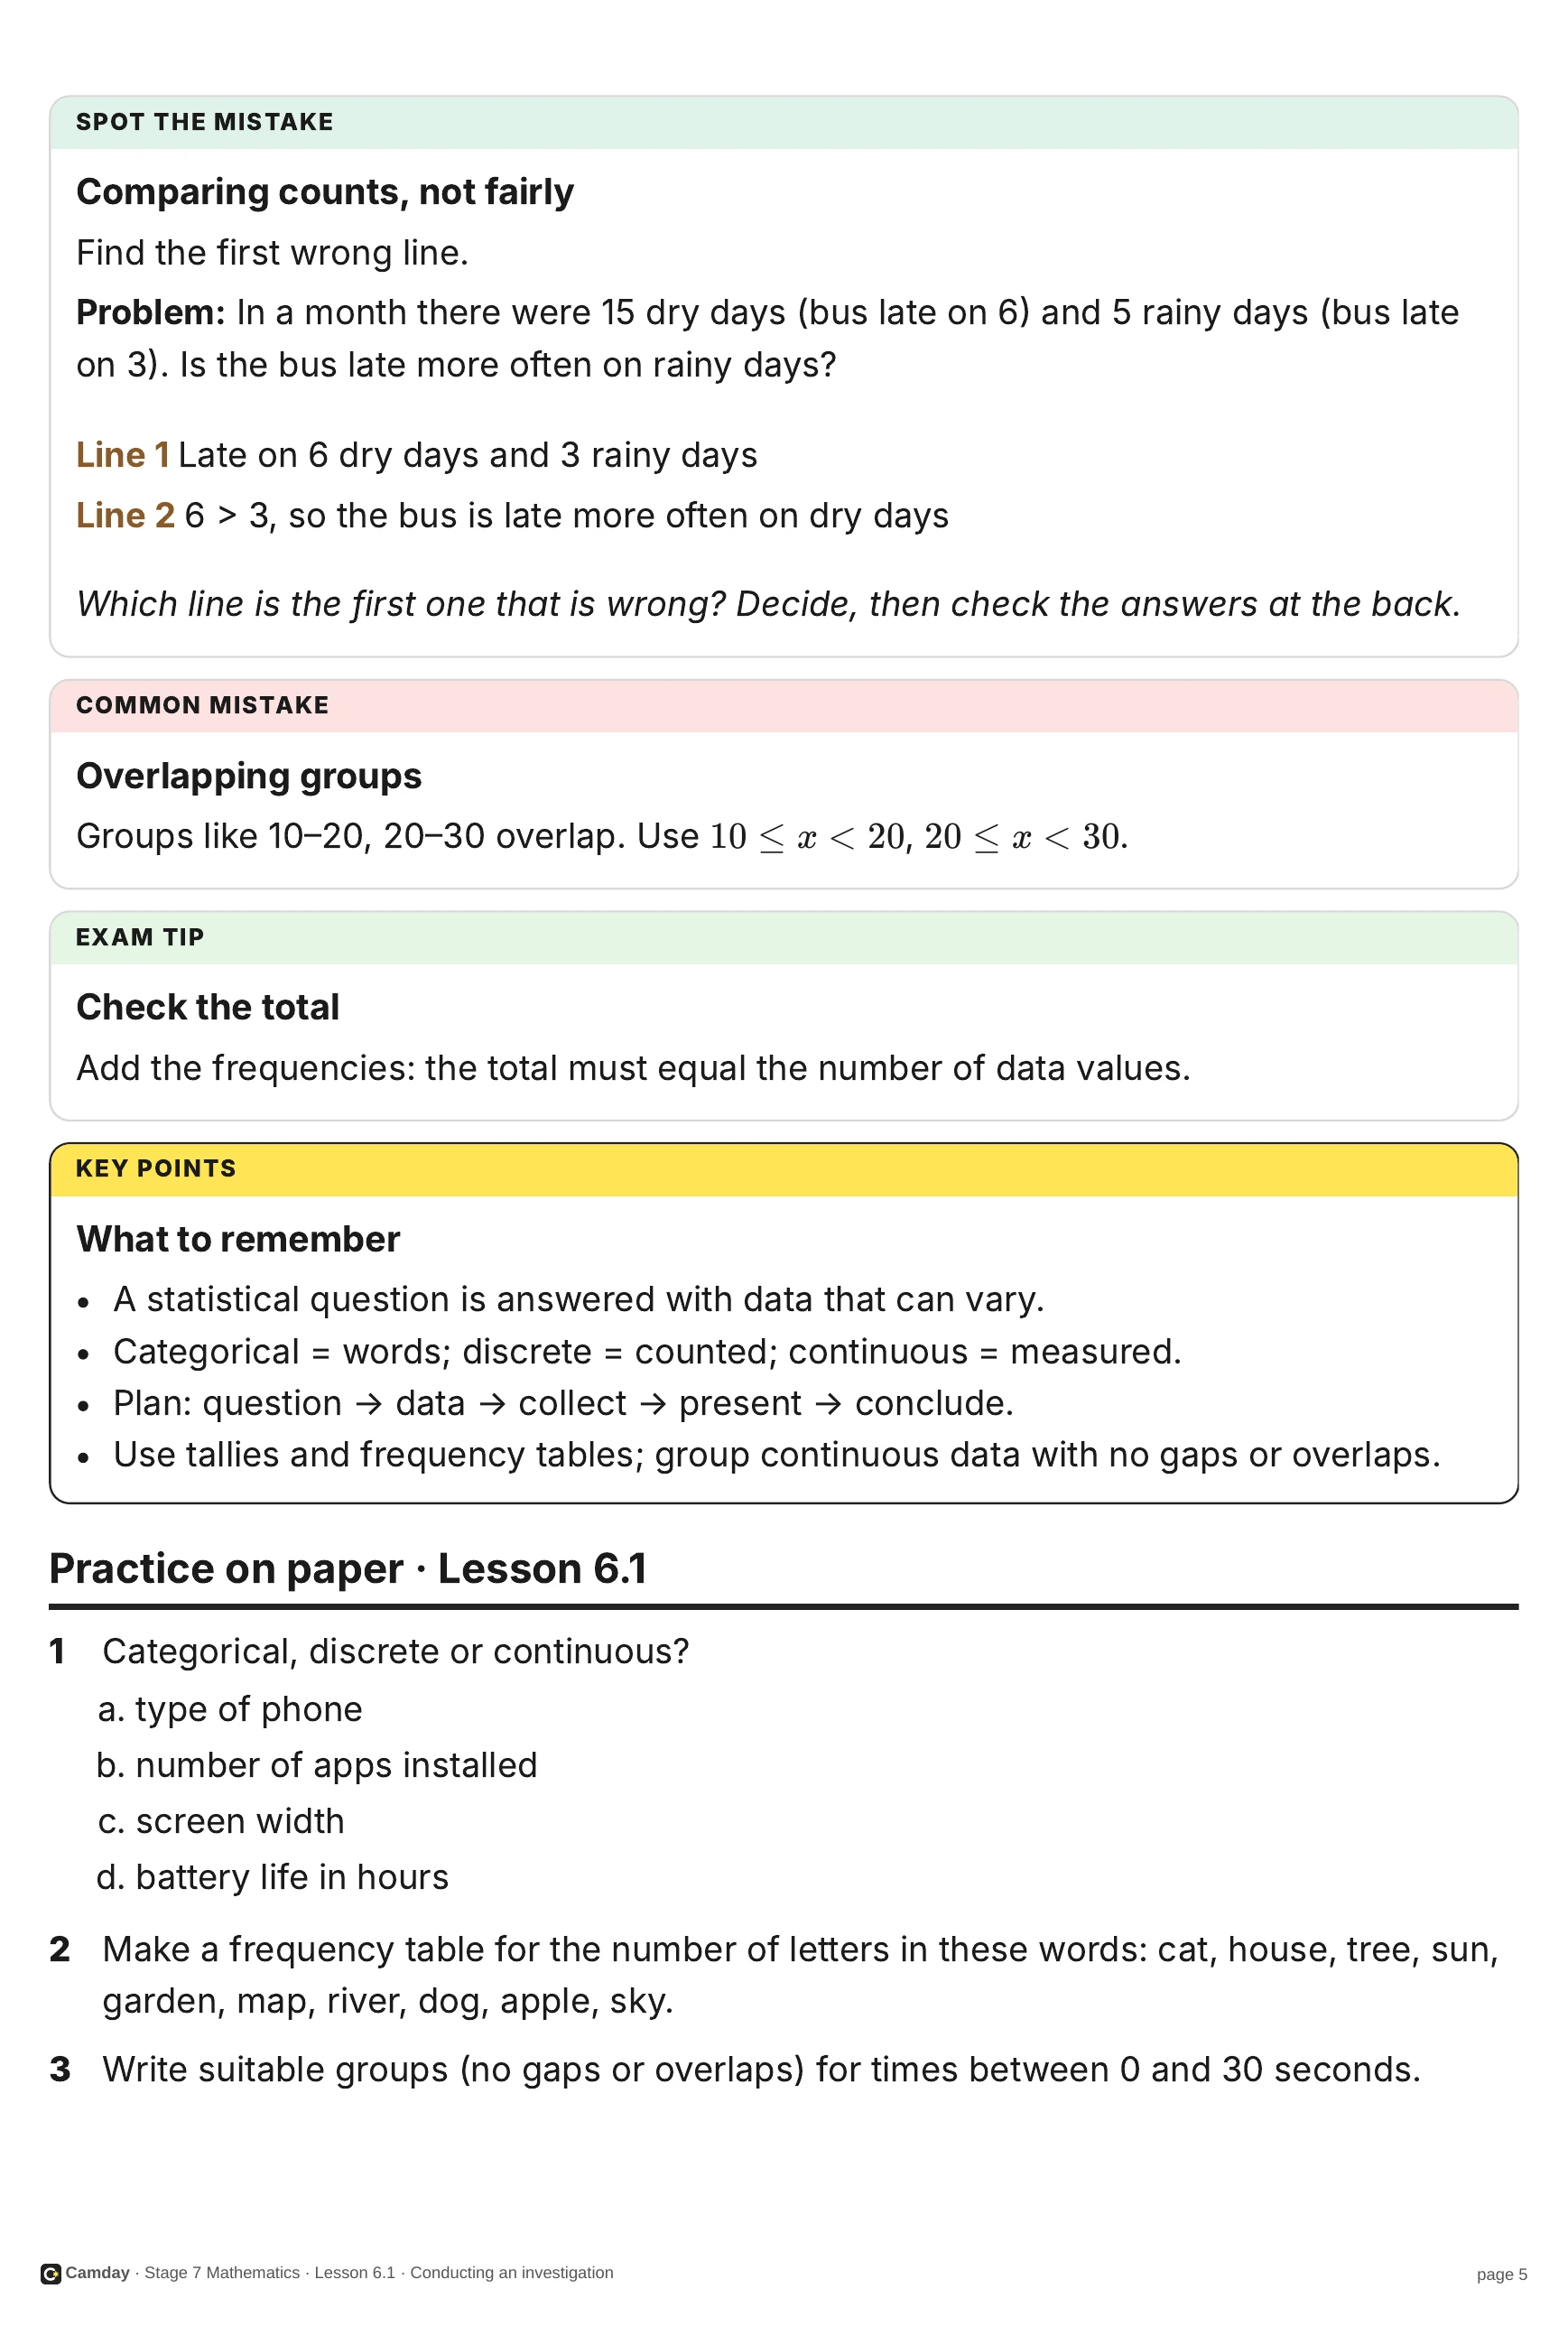 SPOT THE MISTAKE
Comparing counts, not fairly
Find the first wrong line.
Problem: In a month there were 15 dry days (bus late on 6) and 5 rainy days (bus late
on 3). Is the bus late more often on rainy days?
Line 1 Late on 6 dry days and 3 rainy days
Line 2 6 > 3, so the bus is late more often on dry days
Which line is the first one that is wrong? Decide, then check the answers at the back.
COMMON MISTAKE
Overlapping groups
Groups like 10–20, 20–30 overlap. Use 10 ≤ x < 20, 20 ≤ x < 30.
EXAM TIP
Check the total
Add the frequencies: the total must equal the number of data values.
KEY POINTS
What to remember
• A statistical question is answered with data that can vary.
• Categorical = words; discrete = counted; continuous = measured.
• Plan: question → data → collect → present → conclude.
• Use tallies and frequency tables; group continuous data with no gaps or overlaps.
Practice on paper · Lesson 6.1
1 Categorical, discrete or continuous?
a. type of phone
b. number of apps installed
c. screen width
d. battery life in hours
2 Make a frequency table for the number of letters in these words: cat, house, tree, sun,
garden, map, river, dog, apple, sky.
3 Write suitable groups (no gaps or overlaps) for times between 0 and 30 seconds.
Camday · Stage 7 Mathematics · Lesson 6.1 · Conducting an investigation
page 5